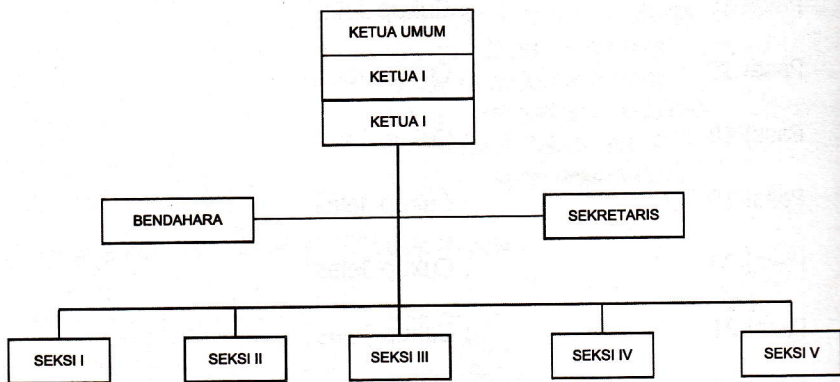 KETUA UMUM
KETUA I
KETUA I
BENDAHARA
SEKRETARIS
SEKSI I
SEKSI II
SEKSI III
SEKSI IV
SEKSI V